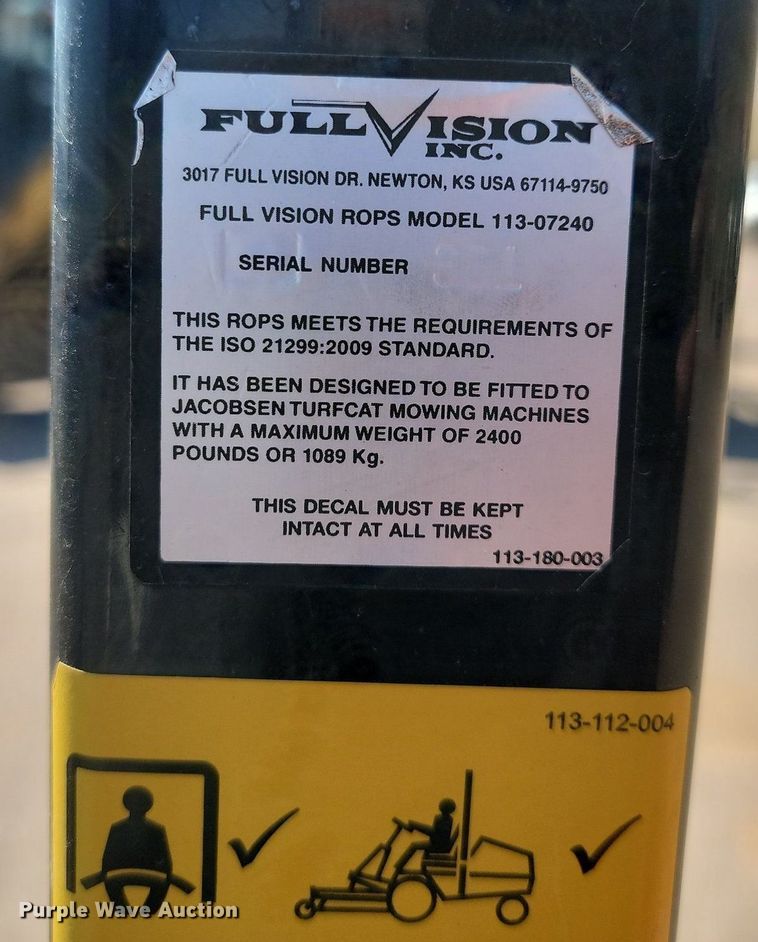 FULL VISION
INC.
3017 FULL VISION DR. NEWTON, KS USA 67114-9750
FULL VISION ROPS MODEL 113-07240
SERIAL NUMBER
THIS ROPS MEETS THE REQUIREMENTS OF
THE ISO 21299:2009 STANDARD.
IT HAS BEEN DESIGNED TO BE FITTED TO
JACOBSEN TURFCAT MOWING MACHINES
WITH A MAXIMUM WEIGHT OF 2400
POUNDS OR 1089 Kg.
THIS DECAL MUST BE KEPT
INTACT AT ALL TIMES
113-180-003
113-112-004
Purple Wave Auction